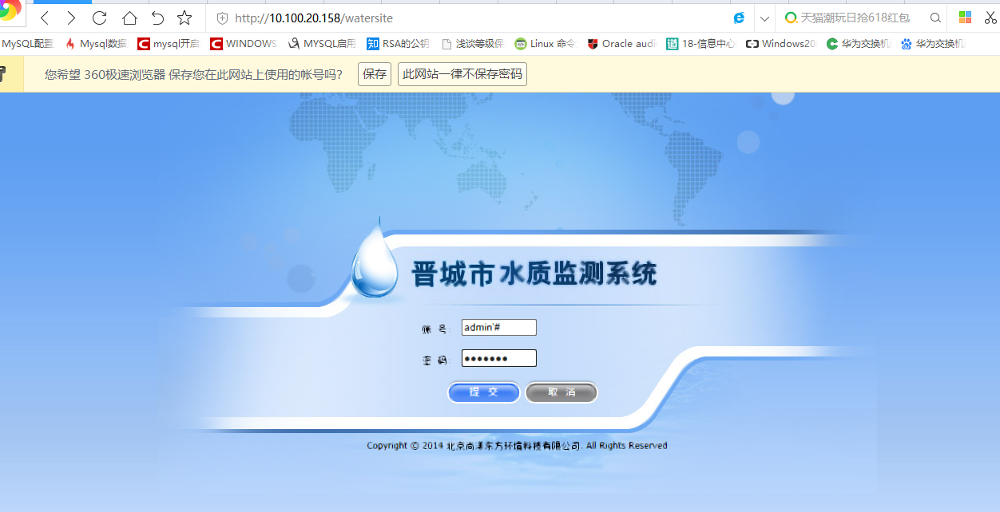 http://10.100.20.158/watersite
天猫潮玩日抢618红包
MySQL配置 Mysql数据 mysql开启 WINDOWS MYSQL启用 RSA的公钥 浅谈等级保 Linux 命令 Oracle audi 18-信息中心 Windows20 华为交换机 华为交换机
您希望 360极速浏览器 保存您在此网站上使用的帐号吗? 保存 此网站一律不保存密码
晋城市水质监测系统
账 号: admin'#
密 码: •••••••
提 交 取 消
Copyright © 2014 北京尚洋东方环境科技有限公司. All Rights Reserved